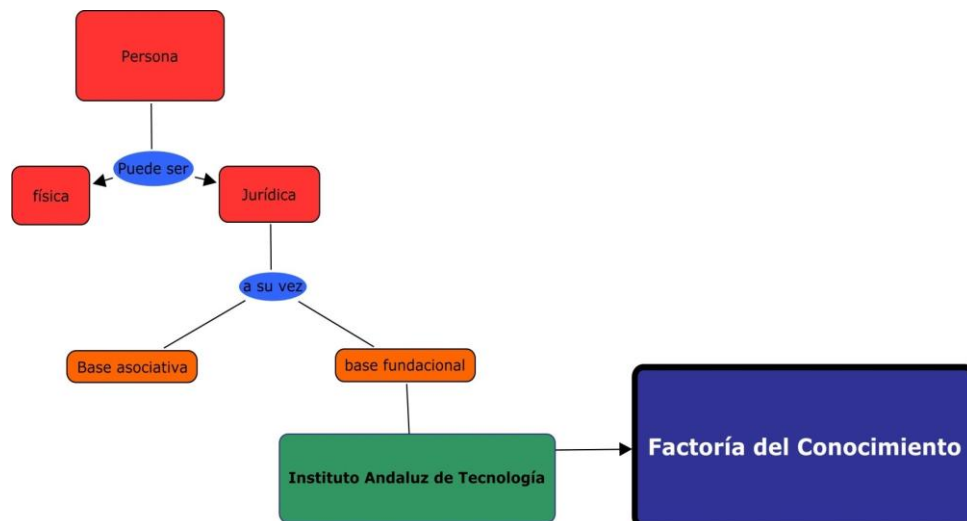 Persona
Puede ser
física
Jurídica
a su vez
Base asociativa
base fundacional
Instituto Andaluz de Tecnología
Factoría del Conocimiento